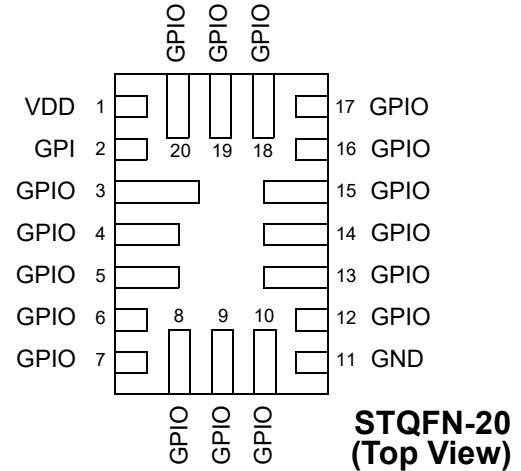 GPIO GPIO GPIO
VDD 1 17 GPIO
GPI 2 20 19 18 16 GPIO
GPIO 3 15 GPIO
GPIO 4 14 GPIO
GPIO 5 13 GPIO
GPIO 6 8 9 10 12 GPIO
GPIO 7 11 GND
GPIO GPIO GPIO
STQFN-20
(Top View)